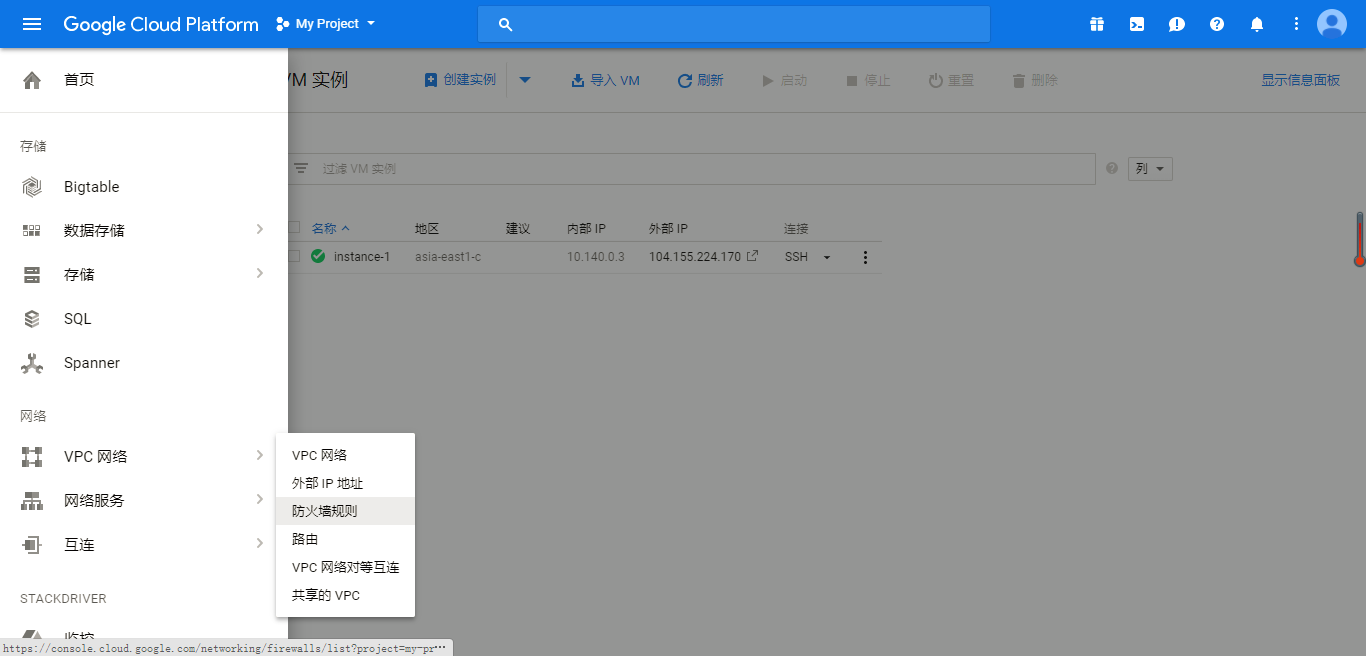 Google Cloud Platform My Project
首页
VM 实例 创建实例 导入 VM 刷新 启动 停止 重置 删除 显示信息面板
过滤 VM 实例 列
名称 地区 建议 内部 IP 外部 IP 连接
instance-1 asia-east1-c 10.140.0.3 104.155.224.170 SSH
存储
Bigtable
数据存储
存储
SQL
Spanner
网络
VPC 网络
网络服务
互连
STACKDRIVER
监控
VPC 网络
外部 IP 地址
防火墙规则
路由
VPC 网络对等互连
共享的 VPC
https://console.cloud.google.com/networking/firewalls/list?project=my-pr…